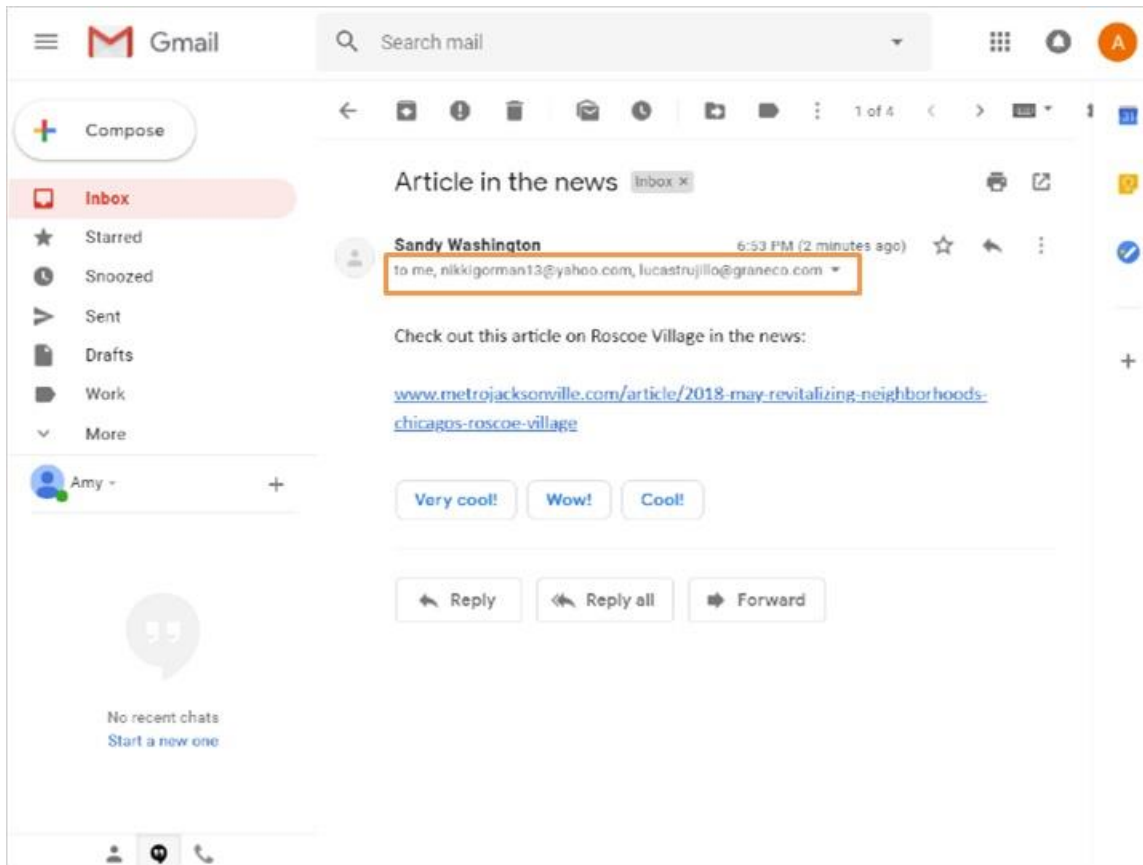 Gmail
Search mail
A
Compose
1 of 4
31
Inbox
Starred
Snoozed
Sent
Drafts
Work
More
Amy
Article in the news Inbox ×
Sandy Washington 6:53 PM (2 minutes ago)
to me, nikkigorman13@yahoo.com, lucastrujillo@graneco.com
Check out this article on Roscoe Village in the news:
www.metrojacksonville.com/article/2018-may-revitalizing-neighborhoods-
chicagos-roscoe-village
Very cool! Wow! Cool!
Reply Reply all Forward
No recent chats
Start a new one